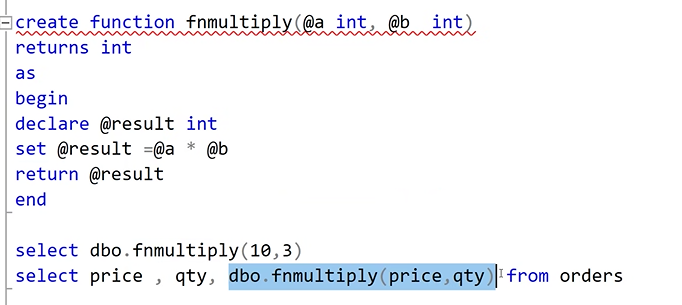 create function fnmultiply(@a int, @b  int)
returns int
as
begin
declare @result int
set @result =@a * @b
return @result
end
select dbo.fnmultiply(10,3)
select price , qty, dbo.fnmultiply(price,qty) from orders